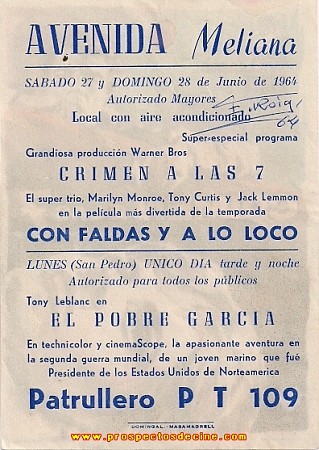 AVENIDA Meliana
SABADO 27 y DOMINGO 28 de Junio de 1964
Autorizado Mayores
Local con aire acondicionado
64
Super-especial programa
Grandiosa producción Warner Bros
CRIMEN A LAS 7
El super trio, Marilyn Monroe, Tony Curtis y Jack Lemmon
en la película más divertida de la temporada
CON FALDAS Y A LO LOCO
LUNES (San Pedro) UNICO DIA tarde y noche
Autorizado para todos los públicos
Tony Leblanc en
EL POBRE GARCIA
En technicolor y cinemaScope, la apasionante aventura en
la segunda guerra mundial, de un joven marino que fué
Presidente de los Estados Unidos de Norteamerica
Patrullero P T 109
DOMINGAL.-MASAMAGRELL
www.prospectosdecine.com